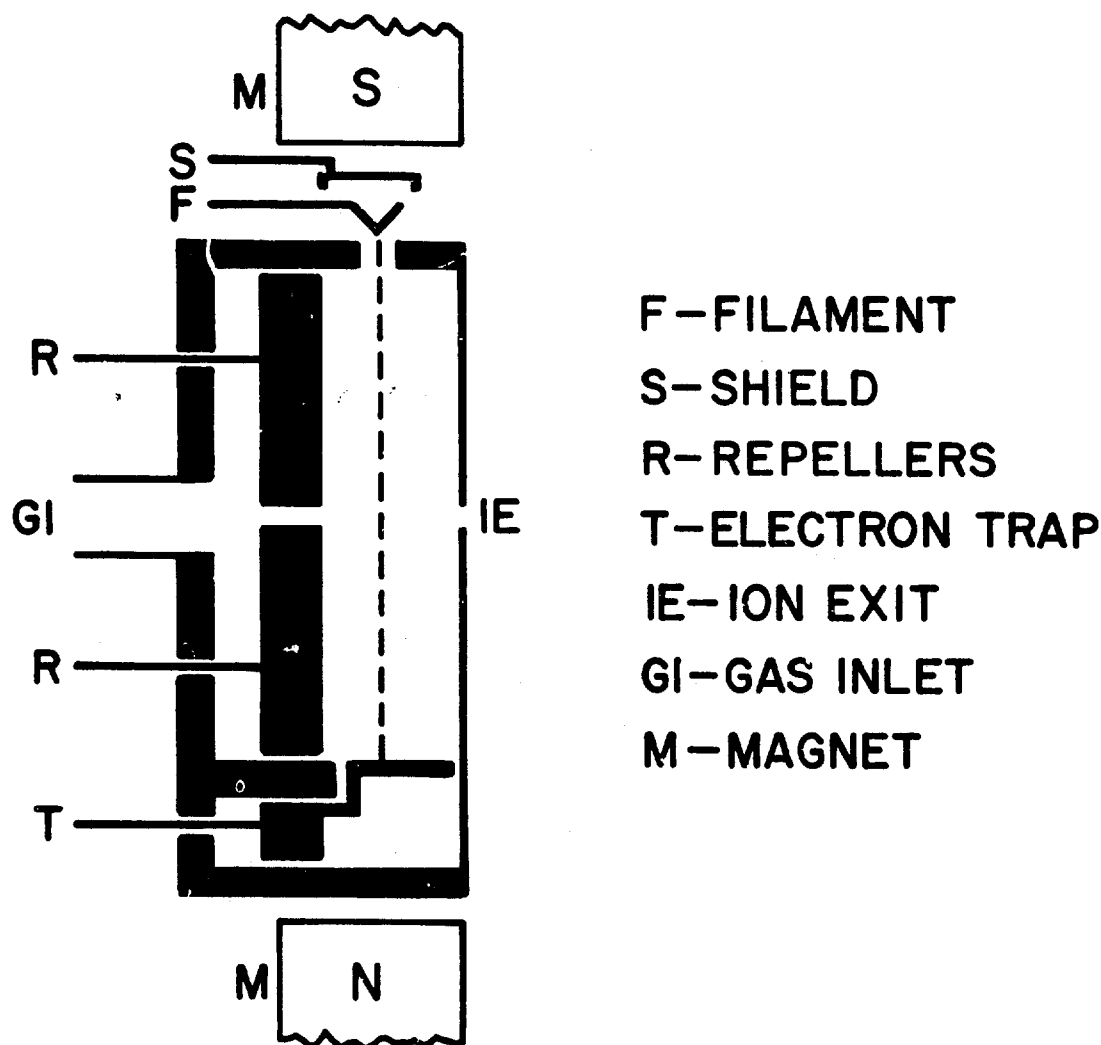 M S
S
F
R
GI
IE
R
T
M N
F-FILAMENT
S-SHIELD
R-REPELLERS
T-ELECTRON TRAP
IE-ION EXIT
GI-GAS INLET
M-MAGNET